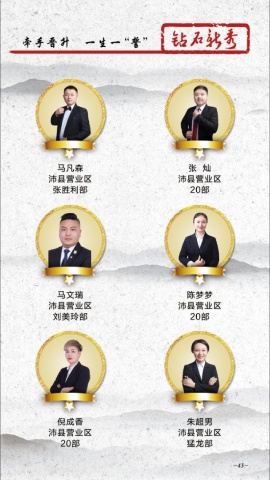 牵手晋升 一生一“誓” 钻石新秀
马凡森
沛县营业区
张胜利部
张 灿
沛县营业区
20部
马文瑞
沛县营业区
刘美玲部
陈梦梦
沛县营业区
20部
倪成香
沛县营业区
20部
朱超男
沛县营业区
猛龙部
-43-